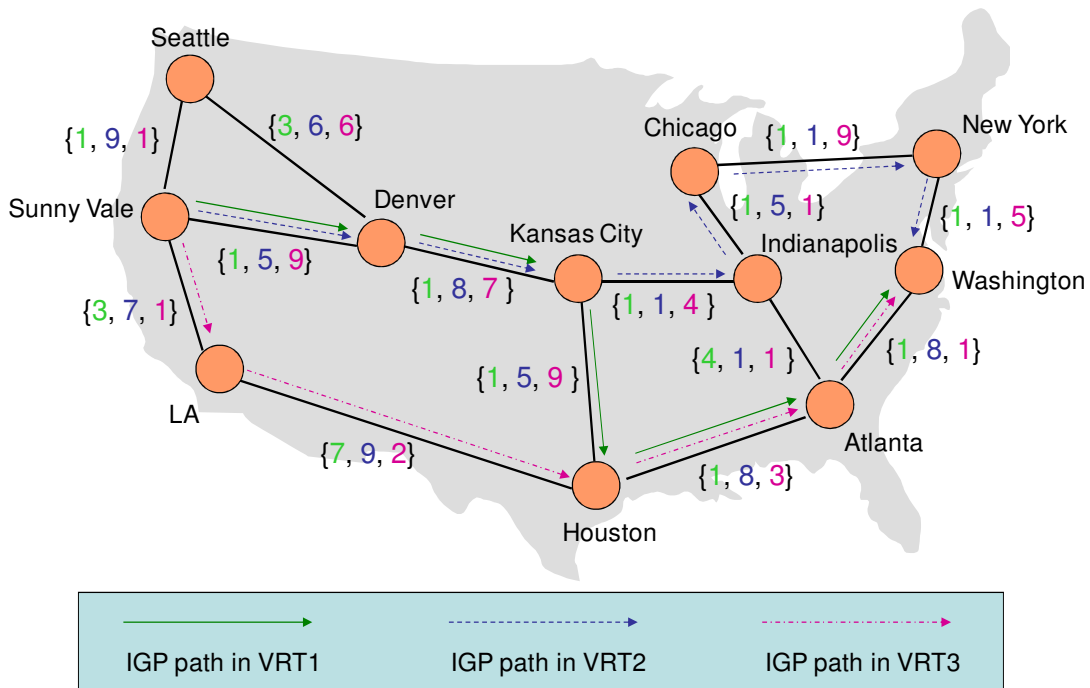 Seattle
{1, 9, 1}
{3, 6, 6}
Chicago
{1, 1, 9}
New York
Sunny Vale
Denver
{1, 5, 1}
{1, 5, 9}
Kansas City
Indianapolis
{1, 1, 5}
{1, 8, 7 }
{1, 1, 4 }
Washington
{3, 7, 1}
{1, 5, 9 }
{4, 1, 1 }
{1, 8, 1}
LA
{7, 9, 2}
Atlanta
{1, 8, 3}
Houston
IGP path in VRT1
IGP path in VRT2
IGP path in VRT3